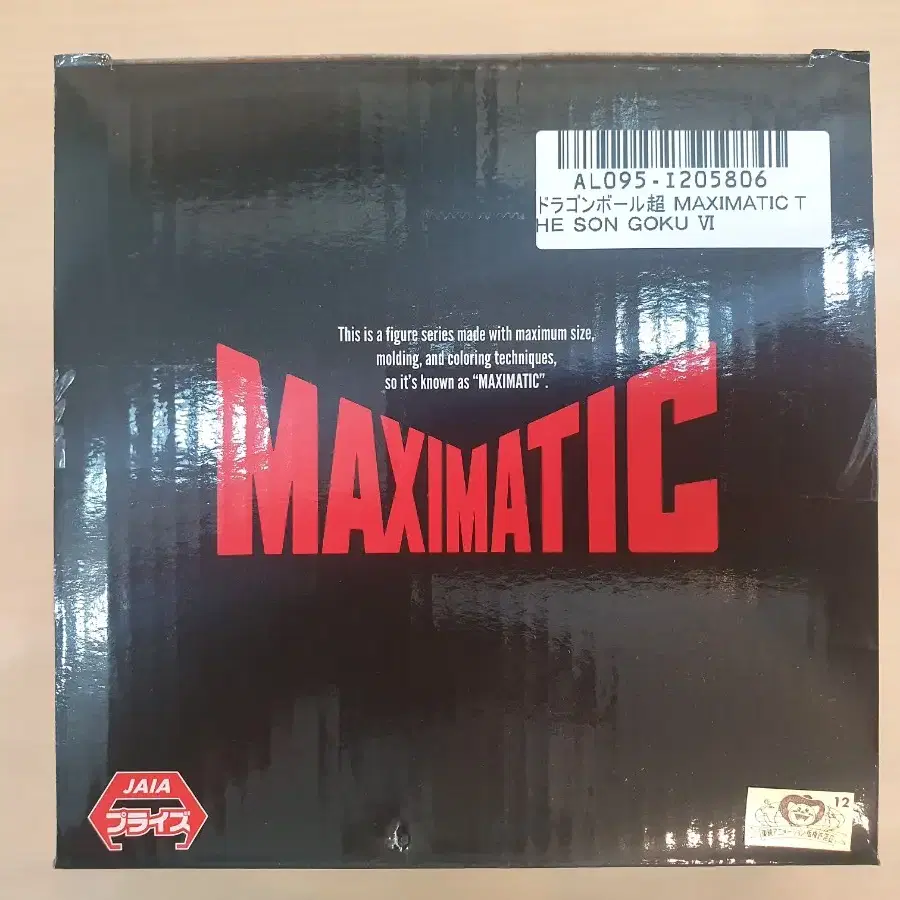 AL095-I205806
ドラゴンボール超 MAXIMATIC T
HE SON GOKU Ⅵ
This is a figure series made with maximum size,
molding, and coloring techniques,
so it's known as “MAXIMATIC”.
MAXIMATIC
JAIA
プライズ
12